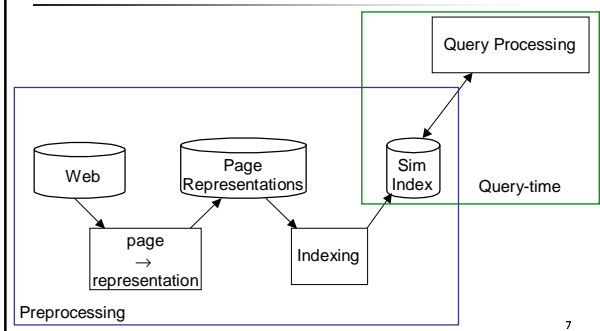 Query Processing
Web
Page
Representations
Sim
Index
Query-time
page
→
representation
Indexing
Preprocessing
7